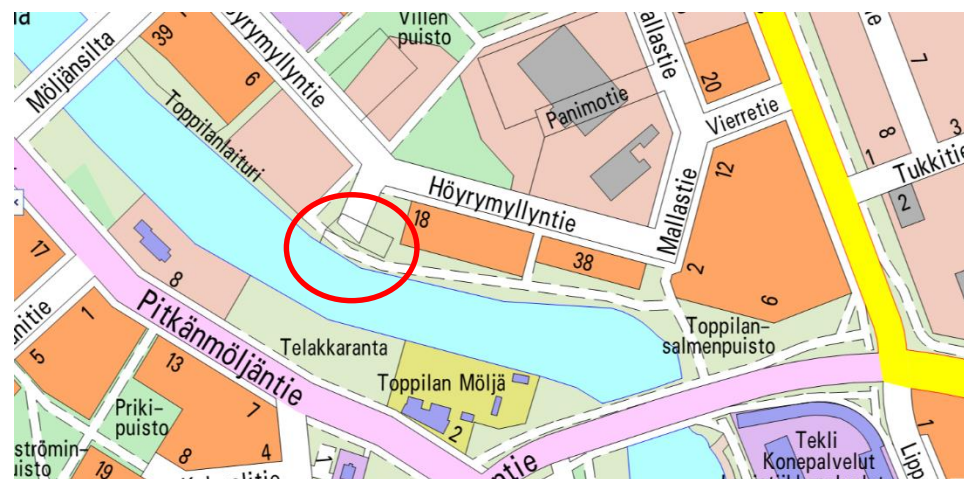 Villen
puisto
39
6
Höyrymyllyntie
Möljänsilta
Toppilanlaituri
Mallastie
20
Panimotie
Vierretie
7
3
8
1
Tukkitie
2
12
Höyrymyllyntie
18
38
Mallastie
2
6
17
8
Pitkänmöljäntie
Telakkaranta
Toppilan-
salmenpuisto
Toppilan Möljä
2
1
5
13
7
Priki-
puisto
8
4
19
1
Tekli
Konepalvelut
1